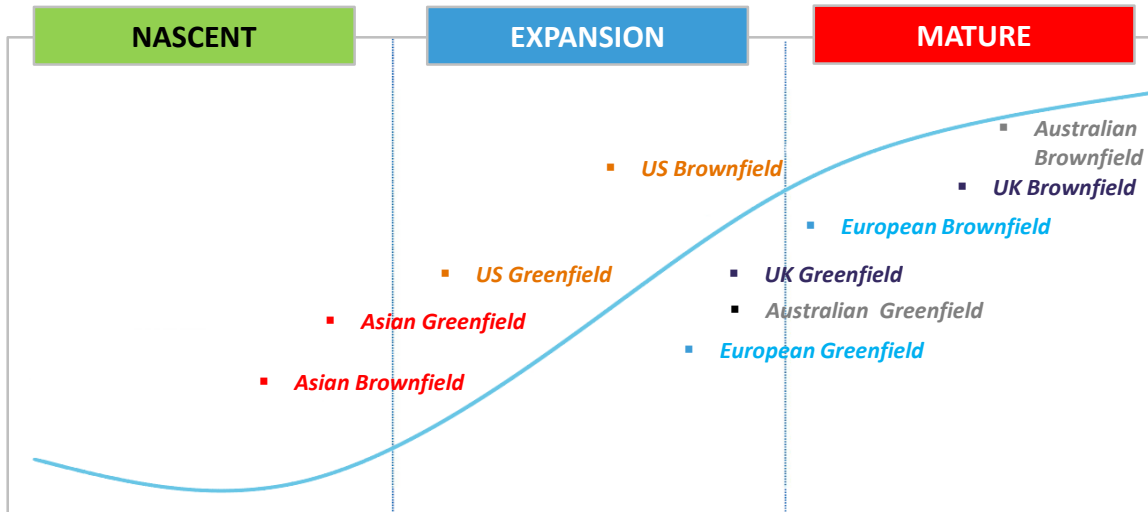 NASCENT
EXPANSION
MATURE
Australian
Brownfield
US Brownfield
UK Brownfield
European Brownfield
US Greenfield
UK Greenfield
Australian  Greenfield
Asian Greenfield
European Greenfield
Asian Brownfield